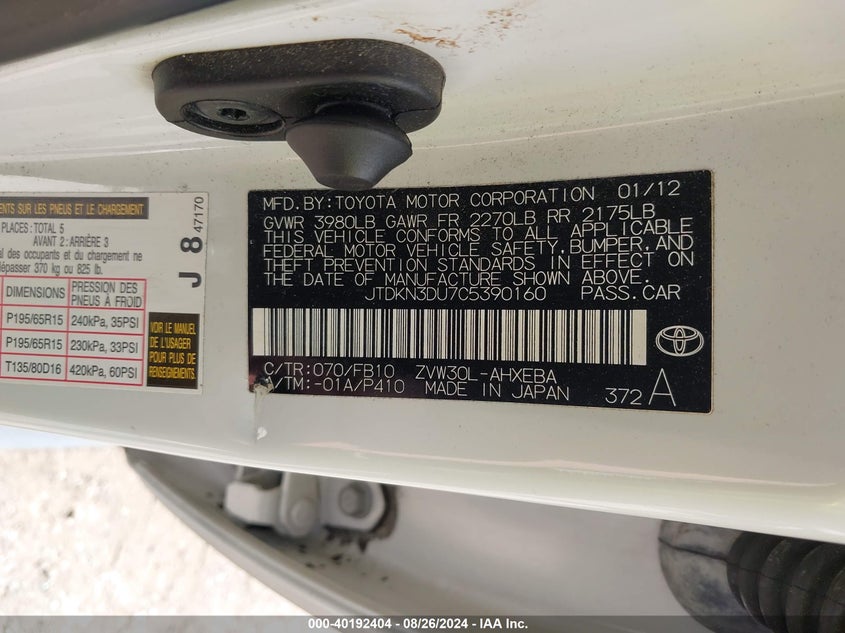 ENTS SUR LES PNEUS ET LE CHARGEMENT
PLACES: TOTAL 5
AVANT 2: ARRIÈRE 3
al des occupants et du chargement ne
dépasser 370 kg ou 825 lb.
DIMENSIONS PRESSION DES PNEUS À FROID
P195/65R15 240kPa, 35PSI
P195/65R15 230kPa, 33PSI
T135/80D16 420kPa, 60PSI
VOIR LE MANUEL
DE L'USAGER
POUR PLUS DE
RENSEIGNEMENTS
J 8 47170
MFD. BY: TOYOTA MOTOR CORPORATION 01/12
GVWR 3980LB GAWR FR 2270LB RR 2175LB
THIS VEHICLE CONFORMS TO ALL APPLICABLE
FEDERAL MOTOR VEHICLE SAFETY, BUMPER, AND
THEFT PREVENTION STANDARDS IN EFFECT ON
THE DATE OF MANUFACTURE SHOWN ABOVE.
JTDKN3DU7C5390160 PASS. CAR
C/TR: 070/FB10 ZVW30L-AHXEBA
A/TM: -01A/P410 MADE IN JAPAN 372 A
TOYOTA
000-40192404 - 08/26/2024 - IAA Inc.